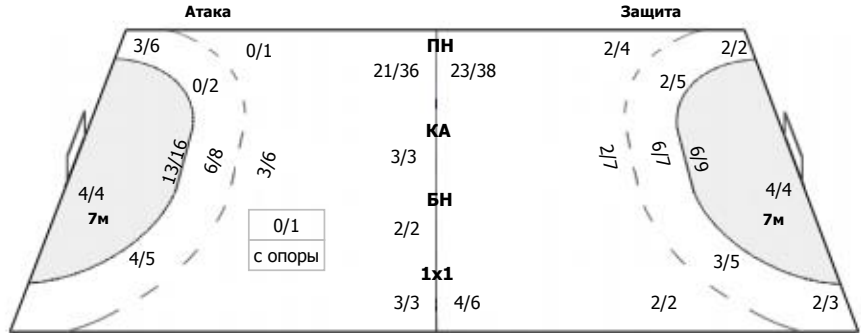 Атака Защита
3/6 0/1 ПН 2/4 2/2
21/36 23/38
0/2 2/5
КА
13/16 6/8 3/6 3/3 2/7 6/7 6/9
4/4 БН 4/4
7м 0/1 2/2 7м
4/5 с опоры 3/5
1x1
3/3 4/6 2/2 2/3